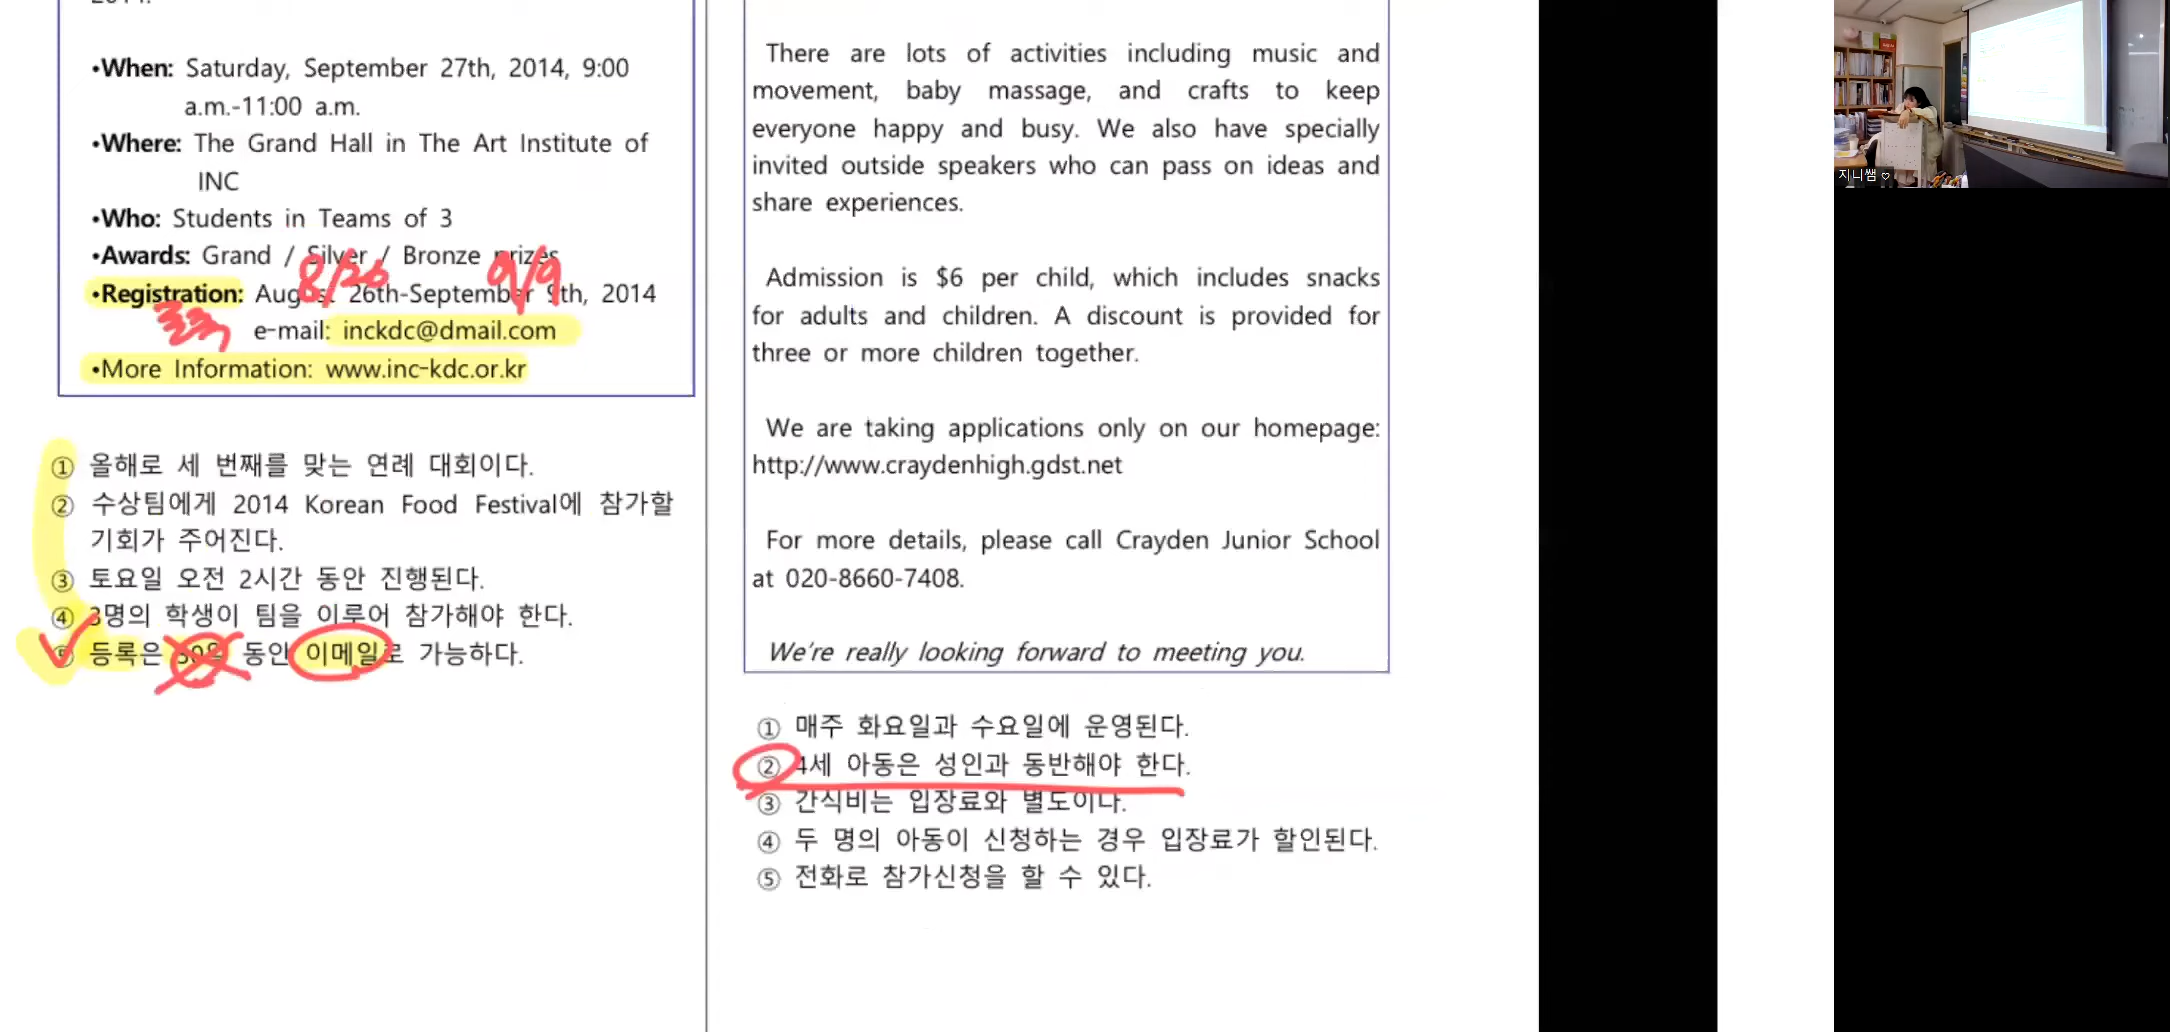 2014.
•When: Saturday, September 27th, 2014, 9:00
a.m.-11:00 a.m.
•Where: The Grand Hall in The Art Institute of
INC
•Who: Students in Teams of 3
•Awards: Grand / Silver / Bronze prizes
8/26 9/9
•Registration: August 26th-September 9th, 2014
등록
e-mail: inckdc@dmail.com
•More Information: www.inc-kdc.or.kr
① 올해로 세 번째를 맞는 연례 대회이다.
② 수상팀에게 2014 Korean Food Festival에 참가할
기회가 주어진다.
③ 토요일 오전 2시간 동안 진행된다.
④ 3명의 학생이 팀을 이루어 참가해야 한다.
⑤ 등록은 30일 동안 이메일로 가능하다.
There are lots of activities including music and
movement, baby massage, and crafts to keep
everyone happy and busy. We also have specially
invited outside speakers who can pass on ideas and
share experiences.
Admission is $6 per child, which includes snacks
for adults and children. A discount is provided for
three or more children together.
We are taking applications only on our homepage:
http://www.craydenhigh.gdst.net
For more details, please call Crayden Junior School
at 020-8660-7408.
We're really looking forward to meeting you.
① 매주 화요일과 수요일에 운영된다.
② 4세 아동은 성인과 동반해야 한다.
③ 간식비는 입장료와 별도이다.
④ 두 명의 아동이 신청하는 경우 입장료가 할인된다.
⑤ 전화로 참가신청을 할 수 있다.
지니쌤 ♡